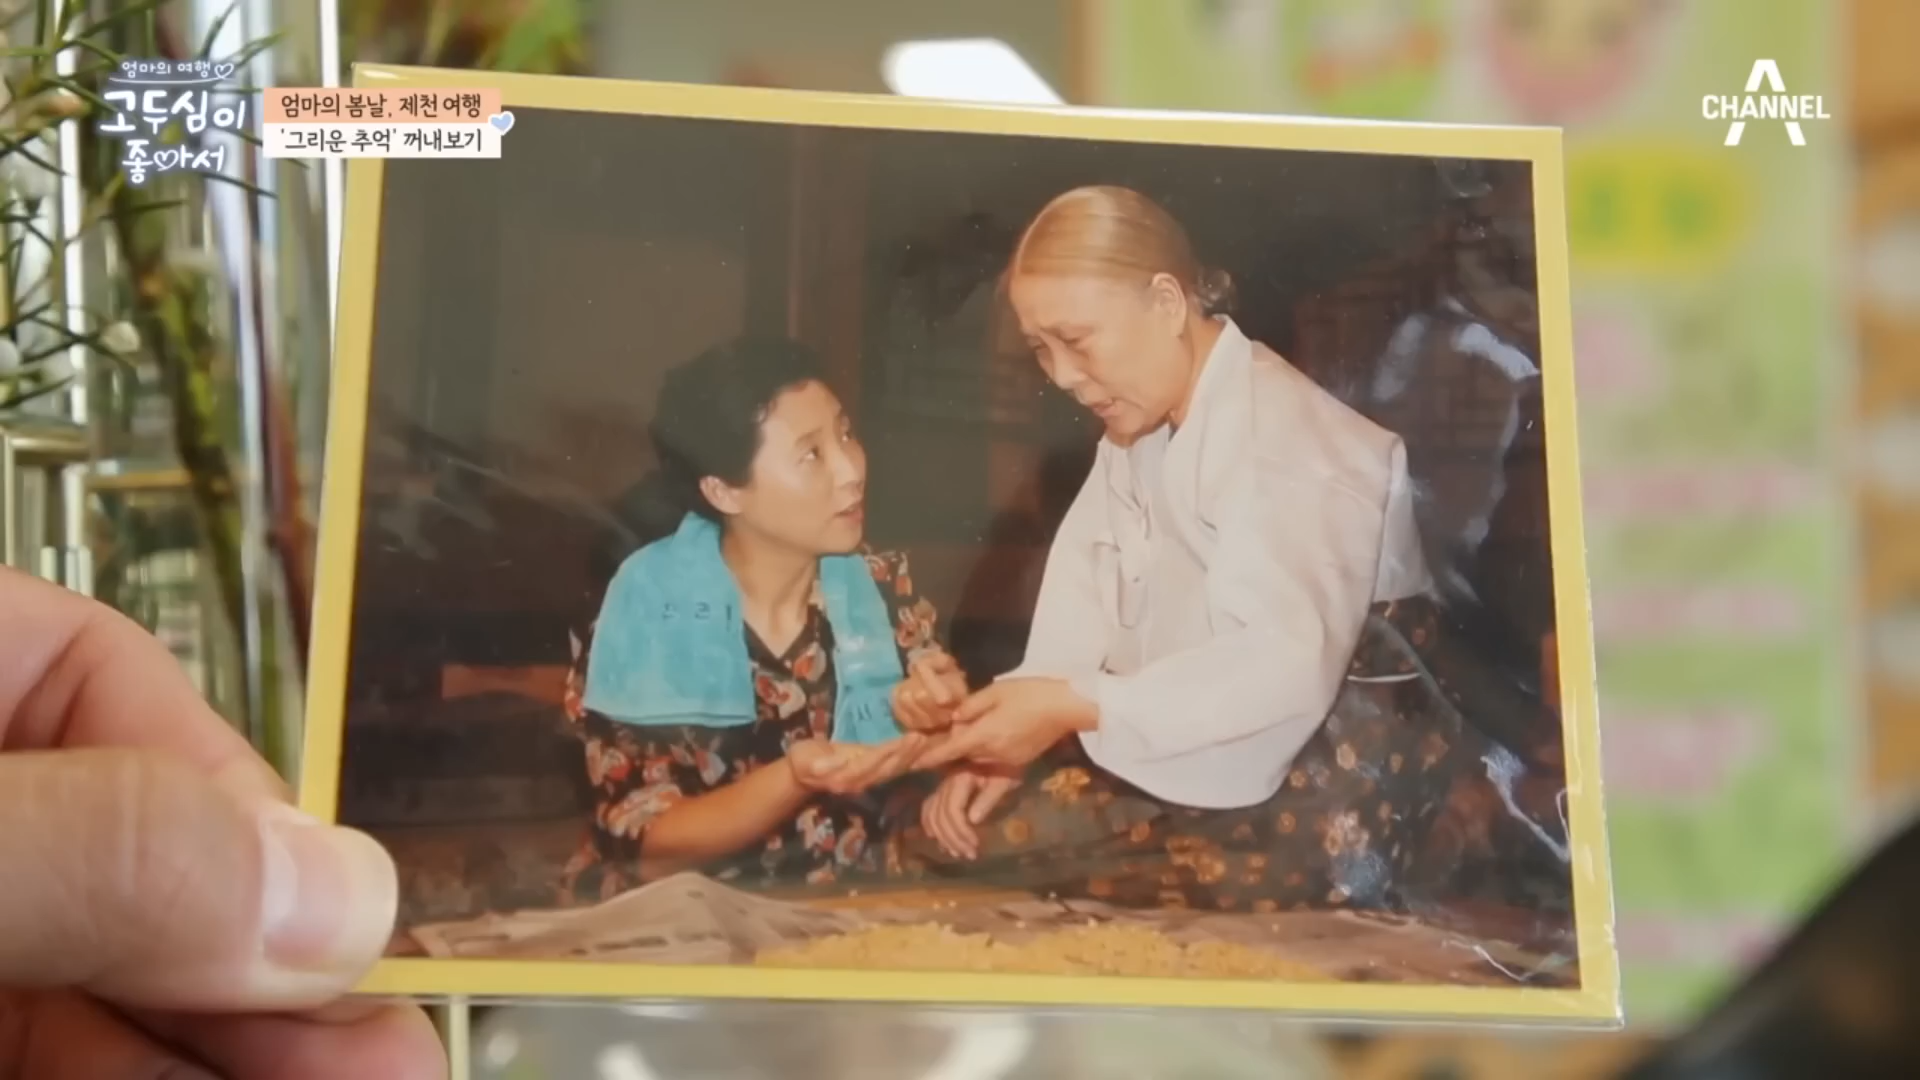 엄마의 여행
고두심이
좋아서
엄마의 봄날, 제천 여행
'그리운 추억' 꺼내보기
CHANNEL A